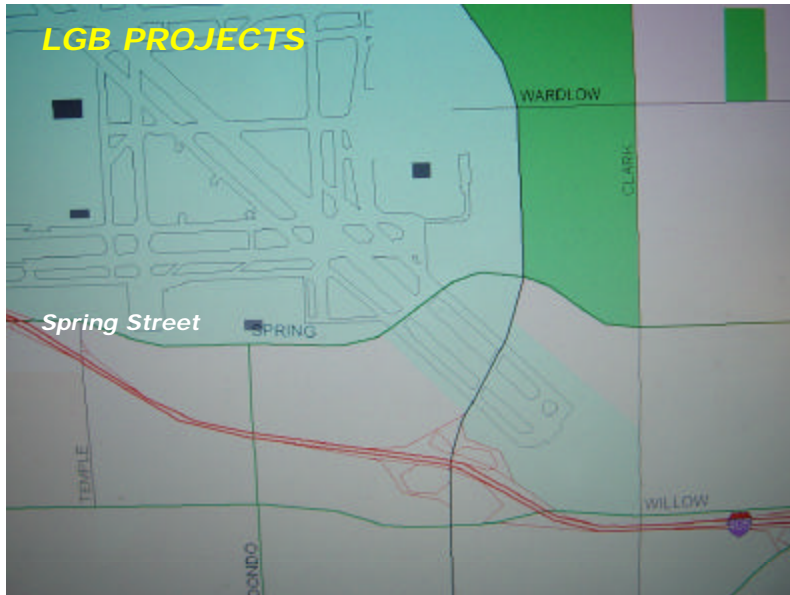 LGB PROJECTS
WARDLOW
CLARK
Spring Street
SPRING
TEMPLE
WILLOW
405